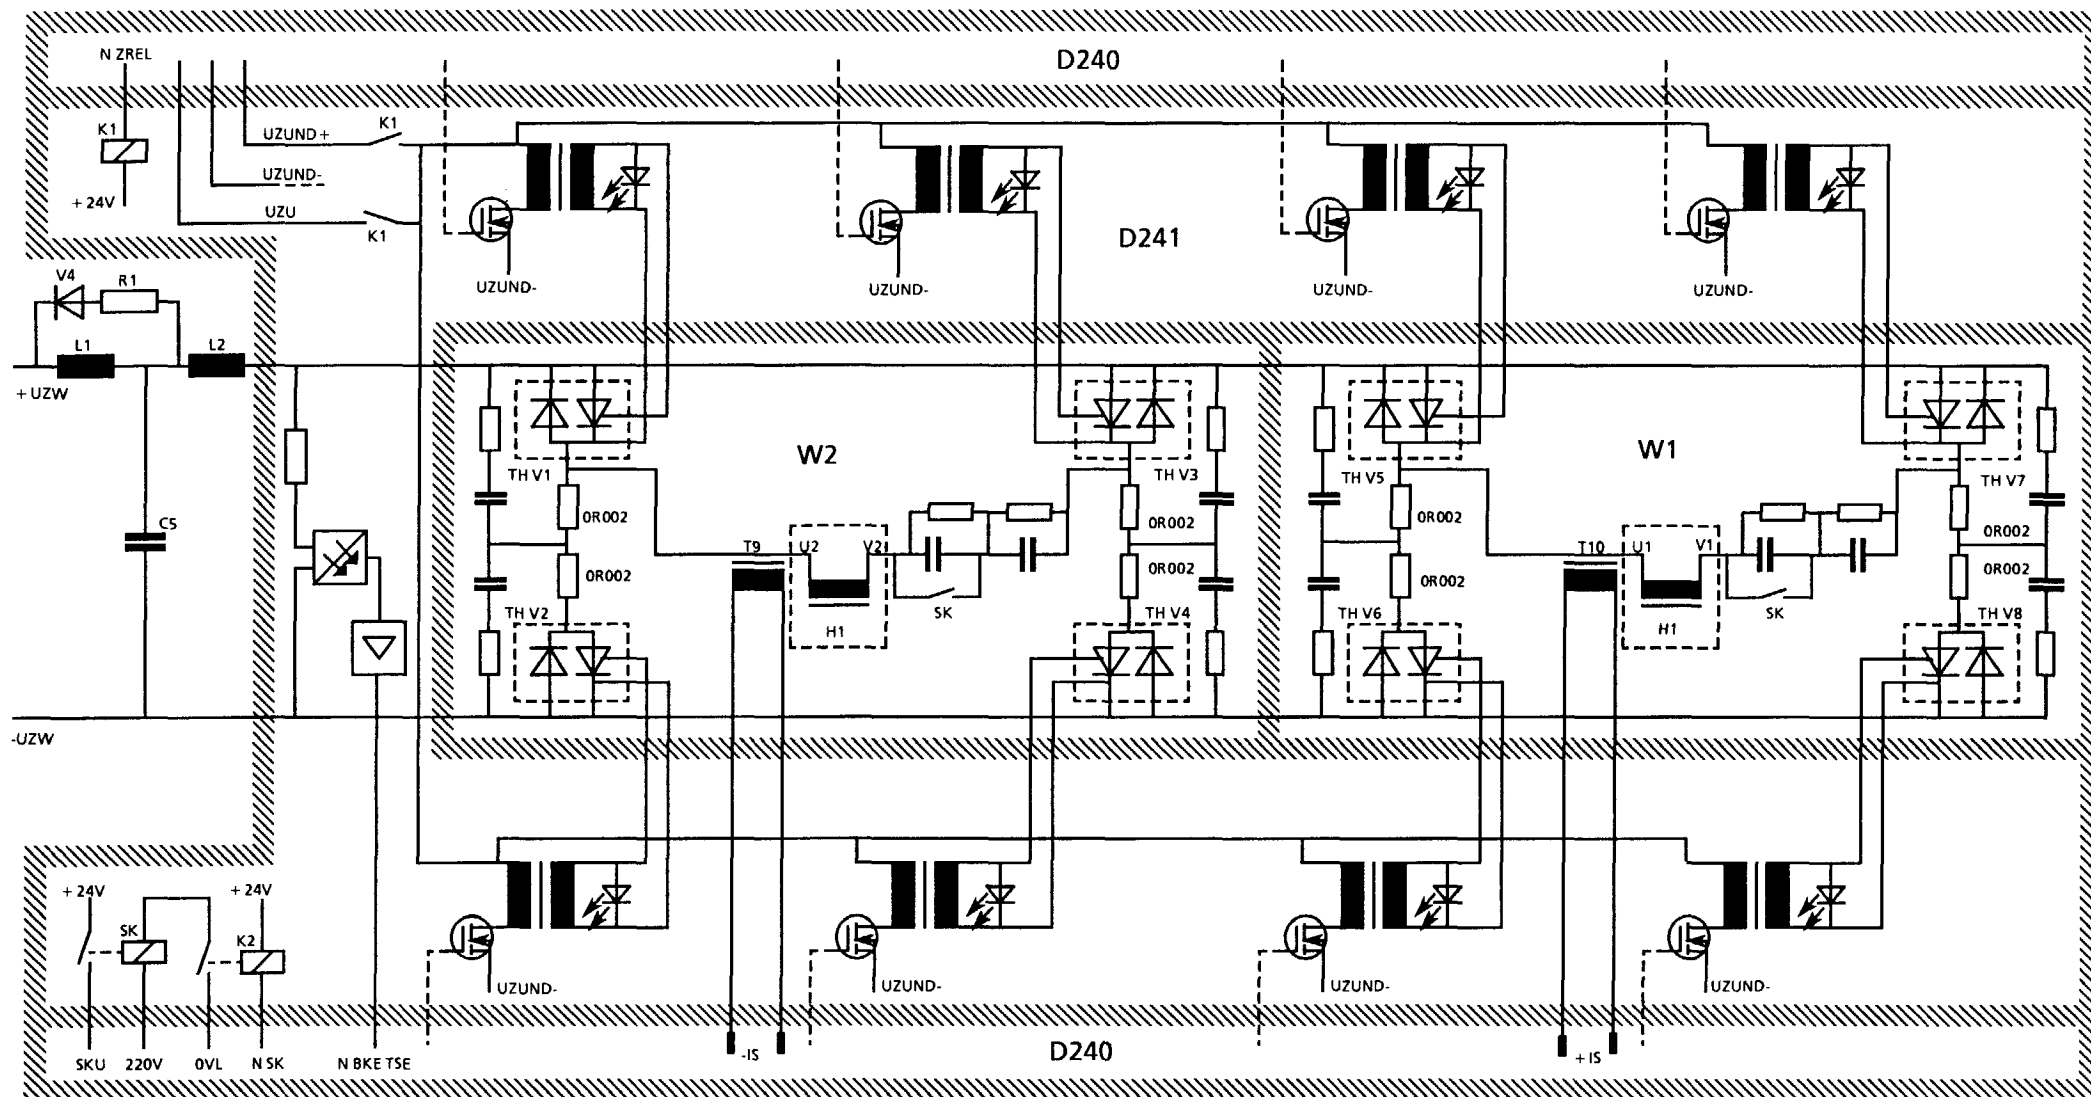 N ZREL
D240
K1
UZUND+
K1
UZUND-
+ 24V
UZU
K1
D241
UZUND-
UZUND-
UZUND-
UZUND-
V4
R1
L1
L2
+ UZW
W2
W1
TH V1
TH V3
TH V5
TH V7
0R002
0R002
0R002
0R002
C5
T9
U2
V2
T10
U1
V1
0R002
0R002
0R002
0R002
TH V2
SK
TH V4
TH V6
SK
TH V8
H1
H1
-UZW
+ 24V
+ 24V
SK
K2
UZUND-
UZUND-
UZUND-
UZUND-
SKU
220V
0VL
N SK
N BKE TSE
-IS
D240
+ IS